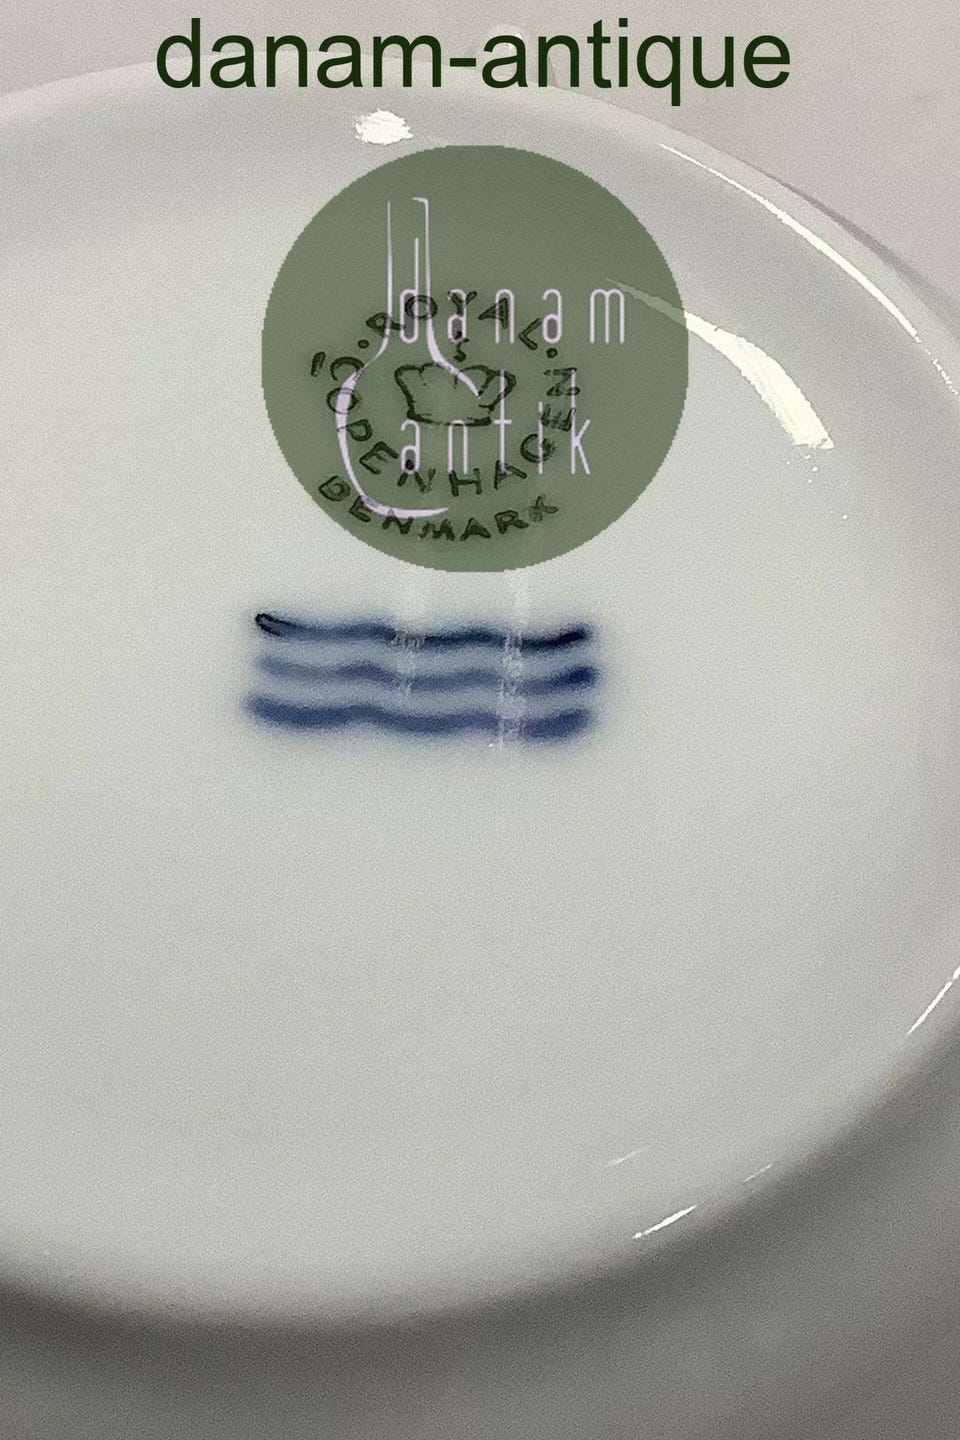 danam-antique
danam
antik
ROYAL
COPENHAGEN
DENMARK